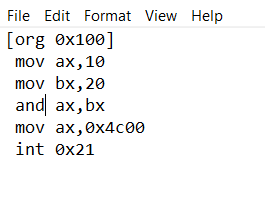 File Edit Format View Help
[org 0x100]
mov ax,10
mov bx,20
and ax,bx
mov ax,0x4c00
int 0x21